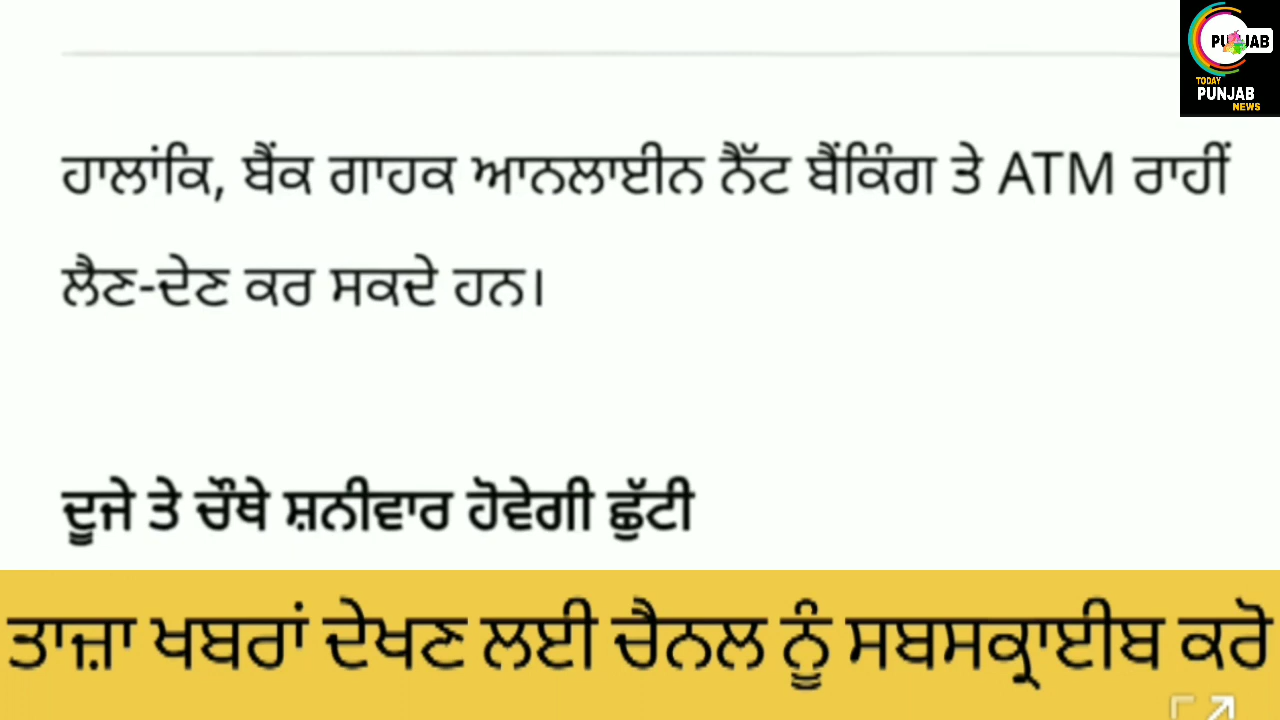 PUNJAB
TODAY
PUNJAB
NEWS
ਹਾਲਾਂਕਿ, ਬੈਂਕ ਗਾਹਕ ਆਨਲਾਈਨ ਨੈੱਟ ਬੈਂਕਿੰਗ ਤੇ ATM ਰਾਹੀਂ
ਲੈਣ-ਦੇਣ ਕਰ ਸਕਦੇ ਹਨ।
ਦੂਜੇ ਤੇ ਚੌਥੇ ਸ਼ਨੀਵਾਰ ਹੋਵੇਗੀ ਛੁੱਟੀ
ਤਾਜ਼ਾ ਖਬਰਾਂ ਦੇਖਣ ਲਈ ਚੈਨਲ ਨੂੰ ਸਬਸਕ੍ਰਾਈਬ ਕਰੋ